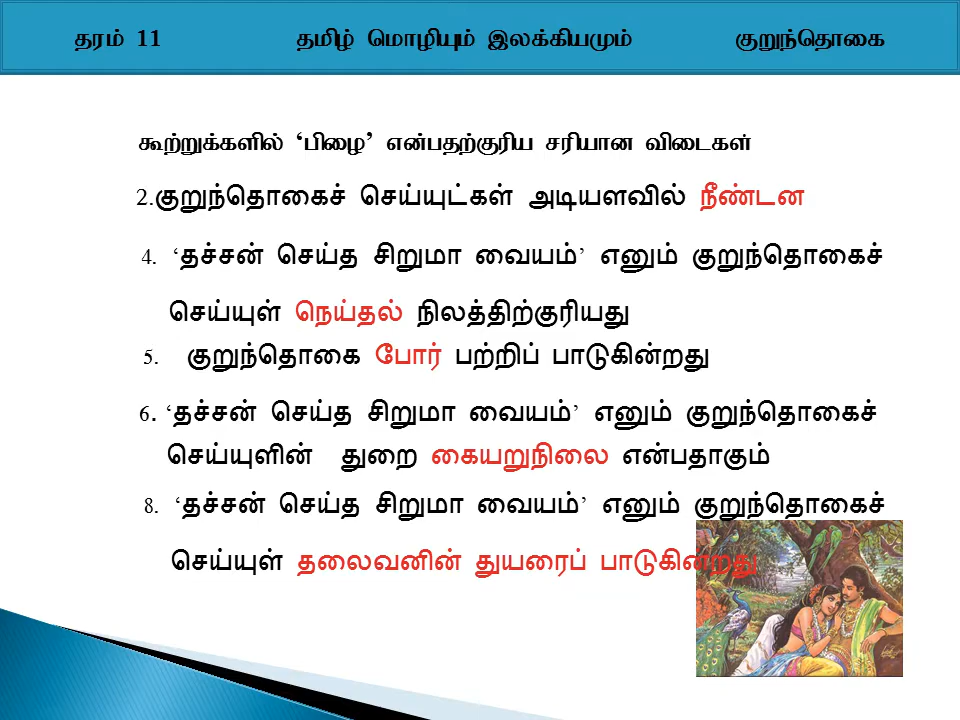 தரம் 11 தமிழ் மொழியும் இலக்கியமும் குறுந்தொகை
கூற்றுக்களில் ‘பிழை’ என்பதற்குரிய சரியான விடைகள்
2.குறுந்தொகைச் செய்யுட்கள் அடியளவில் நீண்டன
4. ‘தச்சன் செய்த சிறுமா வையம்’ எனும் குறுந்தொகைச்
செய்யுள் நெய்தல் நிலத்திற்குரியது
5. குறுந்தொகை போர் பற்றிப் பாடுகின்றது
6. ‘தச்சன் செய்த சிறுமா வையம்’ எனும் குறுந்தொகைச்
செய்யுளின் துறை கையறுநிலை என்பதாகும்
8. ‘தச்சன் செய்த சிறுமா வையம்’ எனும் குறுந்தொகைச்
செய்யுள் தலைவனின் துயரைப் பாடுகின்றது